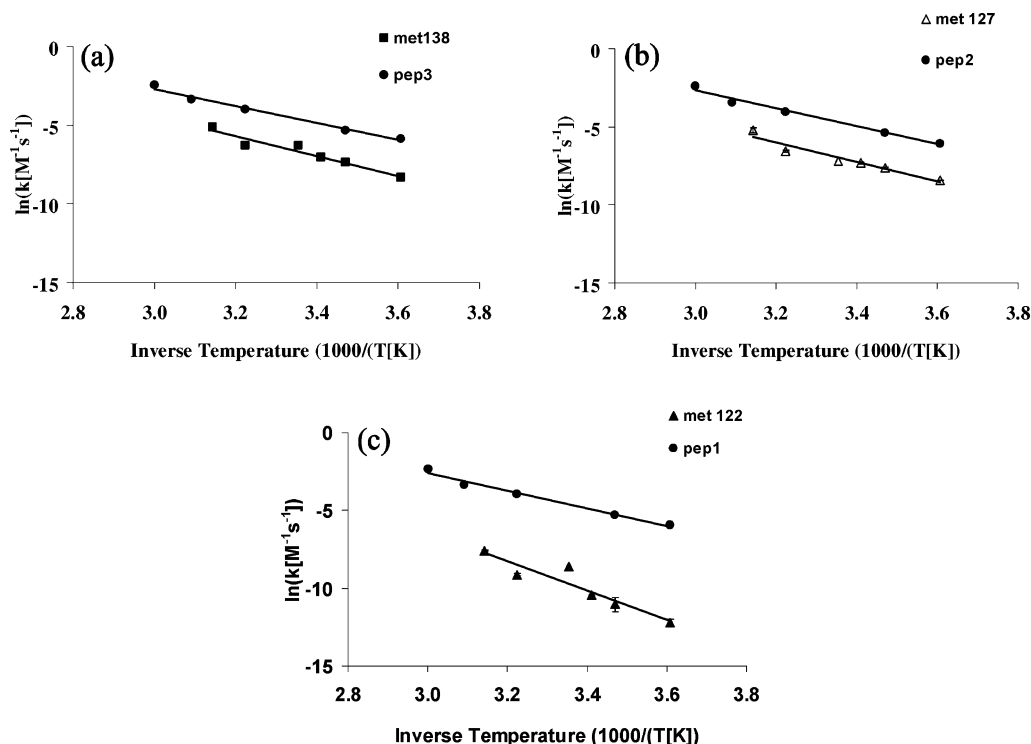 (a)
met138
pep3
0
-5
-10
-15
ln(k[M⁻¹s⁻¹])
2.8 3.0 3.2 3.4 3.6 3.8
Inverse Temperature (1000/(T[K])
(b)
met 127
pep2
0
-5
-10
-15
ln(k[M⁻¹s⁻¹])
2.8 3.0 3.2 3.4 3.6 3.8
Inverse Temperature (1000/(T[K])
(c)
met 122
pep1
0
-5
-10
-15
ln(k[M⁻¹s⁻¹])
2.8 3.0 3.2 3.4 3.6 3.8
Inverse Temperature (1000/(T[K])